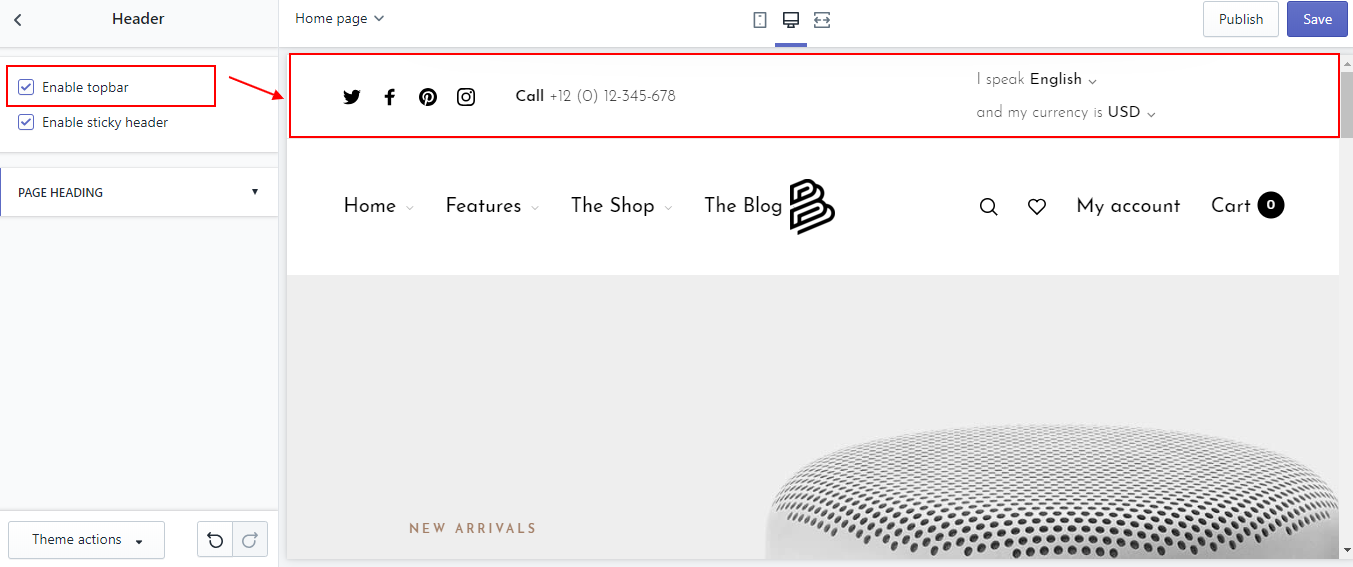 Header
Home page
Publish
Save
Enable topbar
Enable sticky header
PAGE HEADING
Theme actions
Call +12 (0) 12-345-678
I speak English
and my currency is USD
Home
Features
The Shop
The Blog
My account
Cart 0
NEW ARRIVALS